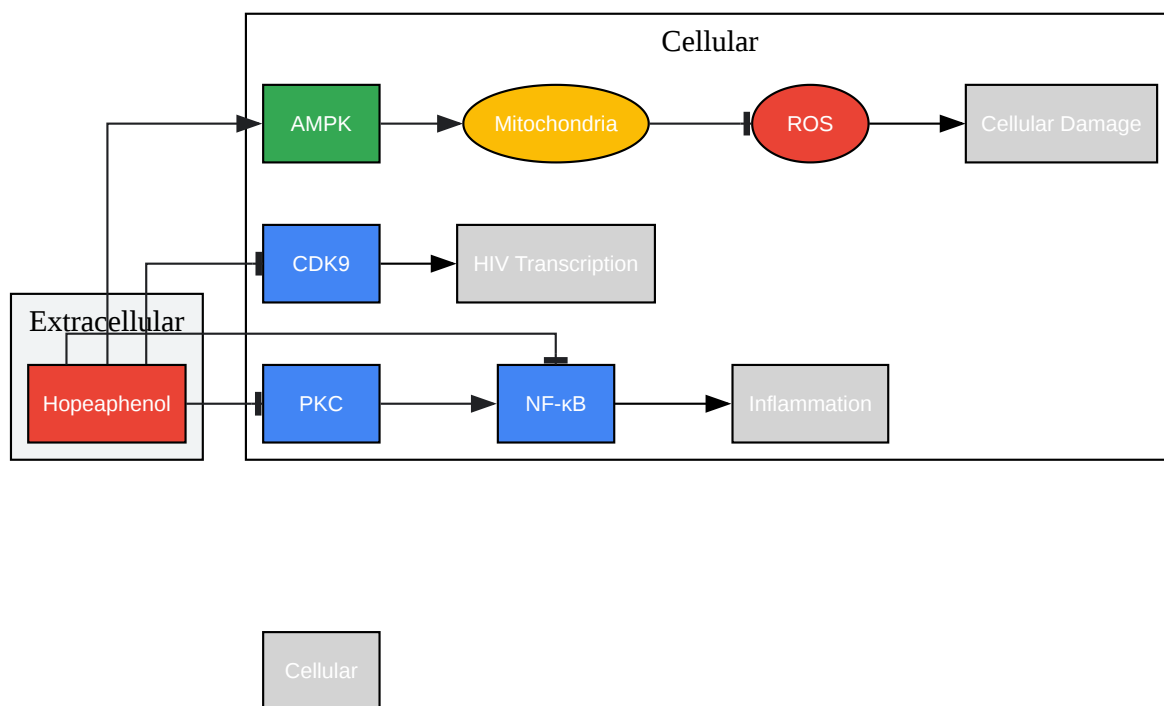 Cellular
AMPK
Mitochondria
ROS
Cellular Damage
CDK9
HIV Transcription
Extracellular
Hopeaphenol
PKC
NF-κB
Inflammation
Cellular